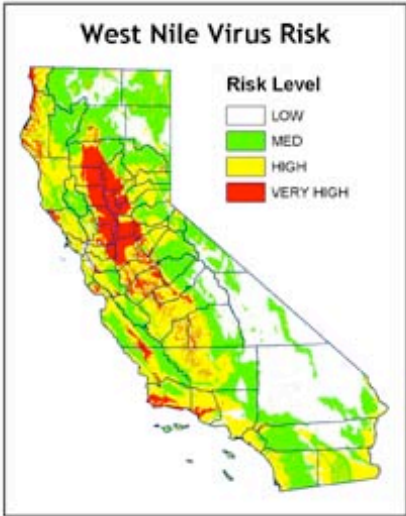 West Nile Virus Risk
Risk Level
LOW
MED
HIGH
VERY HIGH